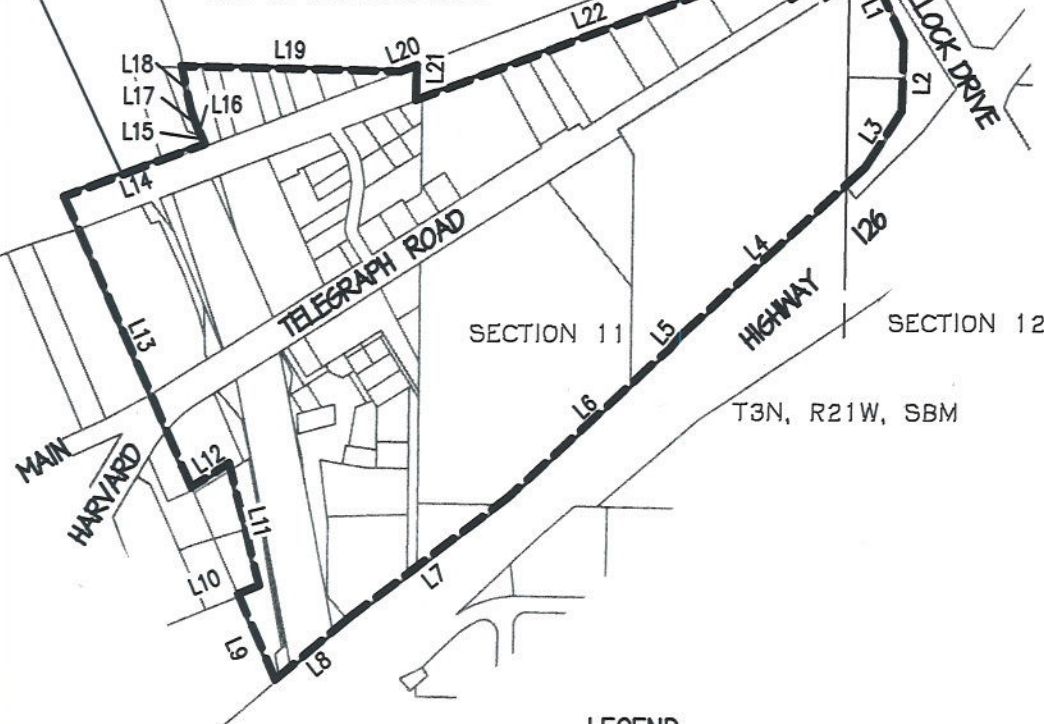 L22
L1
LOCK DRIVE
L19
L20
L21
L18
L17
L16
L15
L2
L3
L14
L4
126
TELEGRAPH ROAD
HIGHWAY
L13
SECTION 11
L5
SECTION 12
L6
T3N, R21W, SBM
MAIN
HARVARD
L12
L11
L10
L7
L9
L8
LEGEND